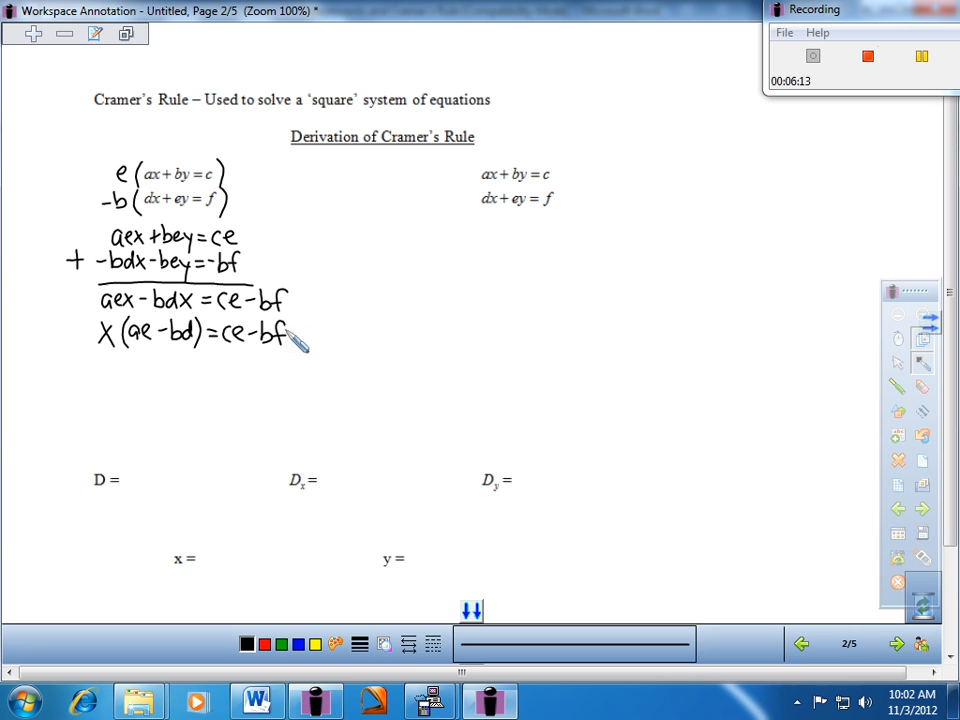 Workspace Annotation - Untitled, Page 2/5 (Zoom 100%) *
Recording
File Help
00:06:13
Cramer's Rule – Used to solve a 'square' system of equations
Derivation of Cramer's Rule
e ( ax + by = c )
-b ( dx + ey = f )
ax + by = c
dx + ey = f
aex + bey = ce
+ -bdx - bey = -bf
aex - bdx = ce - bf
x (ae - bd) = ce - bf
D =
Dx =
Dy =
x =
y =
2/5
10:02 AM
11/3/2012